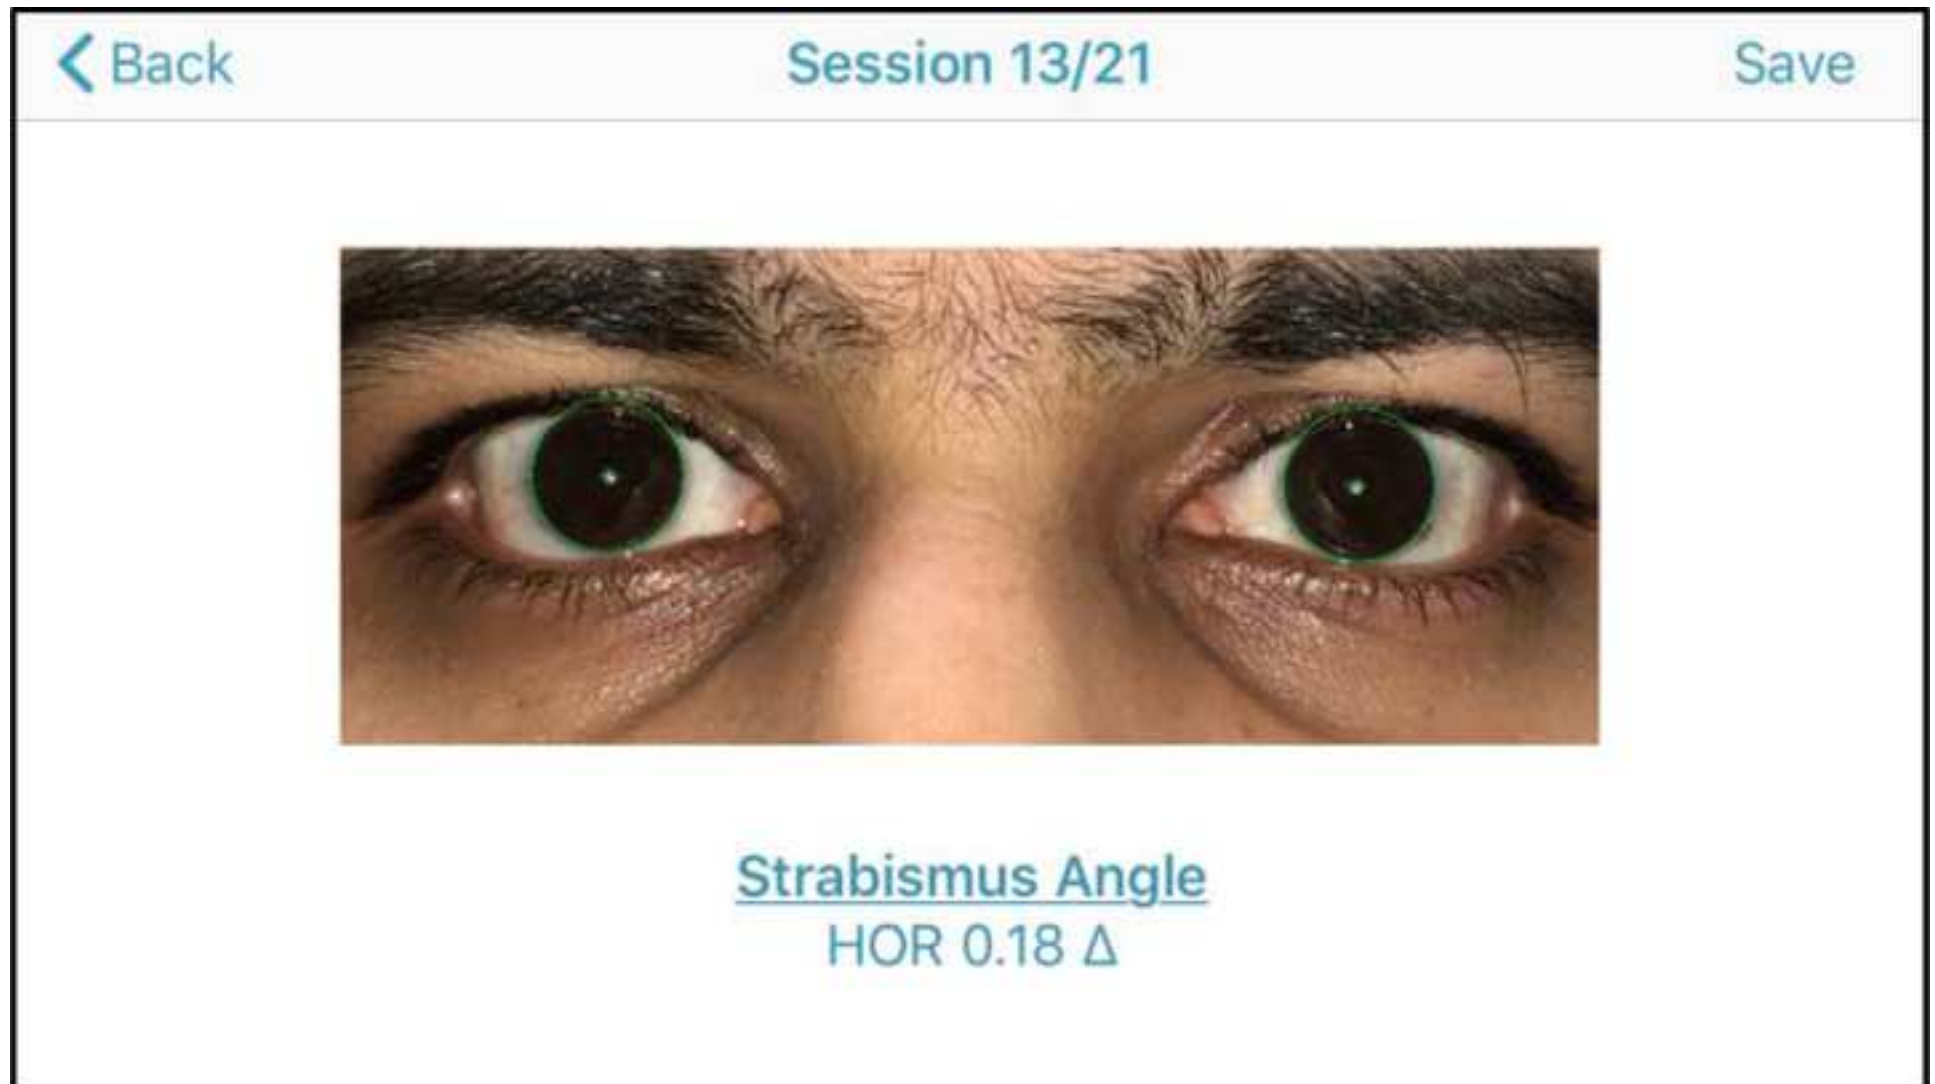 Back
Session 13/21
Save
Strabismus Angle
HOR 0.18 Δ